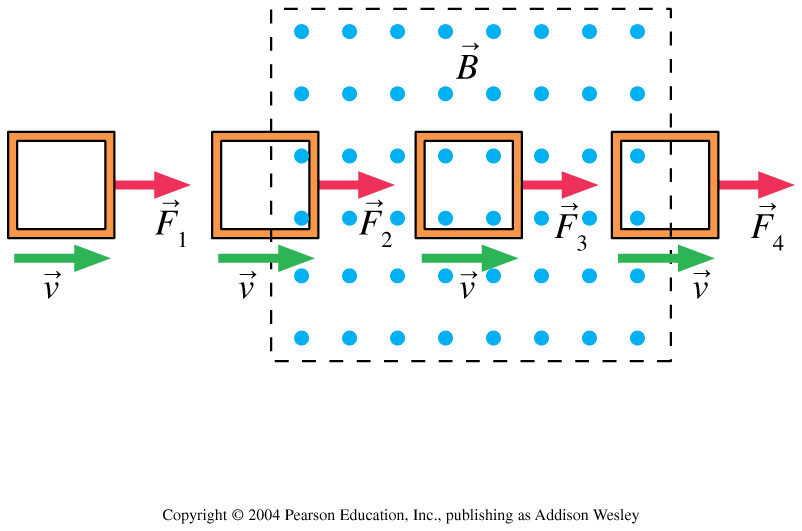 B
F1 F2 F3 F4
v v v v
Copyright © 2004 Pearson Education, Inc., publishing as Addison Wesley